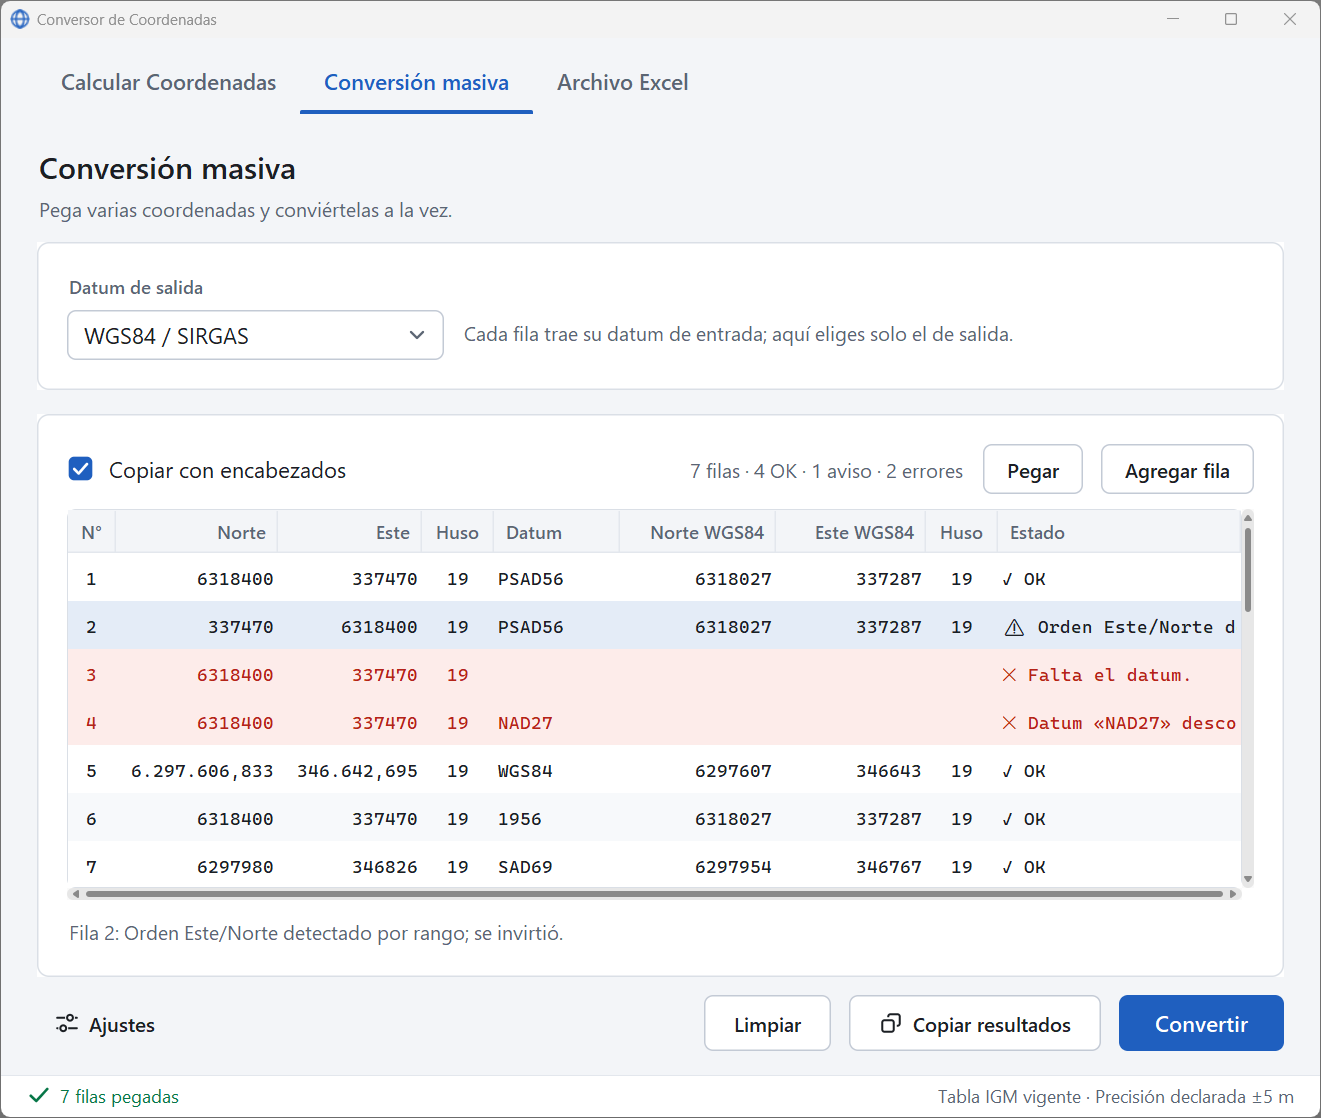 Conversor de Coordenadas
Calcular Coordenadas Conversión masiva Archivo Excel
Conversión masiva
Pega varias coordenadas y conviértelas a la vez.
Datum de salida
WGS84 / SIRGAS Cada fila trae su datum de entrada; aquí eliges solo el de salida.
Copiar con encabezados 7 filas · 4 OK · 1 aviso · 2 errores Pegar Agregar fila
N° Norte Este Huso Datum Norte WGS84 Este WGS84 Huso Estado
1 6318400 337470 19 PSAD56 6318027 337287 19 ✓ OK
2 337470 6318400 19 PSAD56 6318027 337287 19 ⚠ Orden Este/Norte d
3 6318400 337470 19 ✕ Falta el datum.
4 6318400 337470 19 NAD27 ✕ Datum «NAD27» desco
5 6.297.606,833 346.642,695 19 WGS84 6297607 346643 19 ✓ OK
6 6318400 337470 19 1956 6318027 337287 19 ✓ OK
7 6297980 346826 19 SAD69 6297954 346767 19 ✓ OK
Fila 2: Orden Este/Norte detectado por rango; se invirtió.
Ajustes Limpiar Copiar resultados Convertir
7 filas pegadas Tabla IGM vigente · Precisión declarada ±5 m